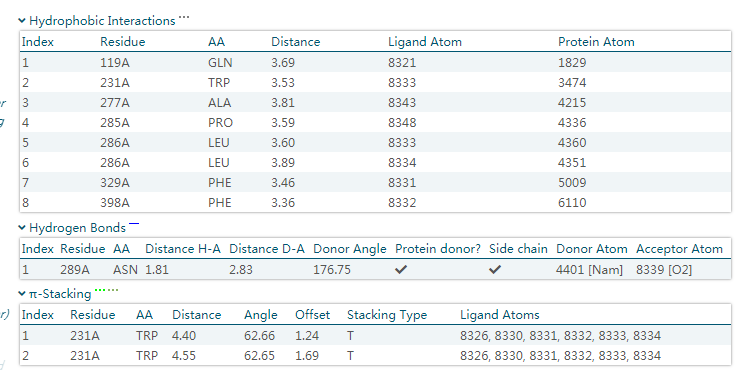 Hydrophobic Interactions
Index Residue AA Distance Ligand Atom Protein Atom
1 119A GLN 3.69 8321 1829
2 231A TRP 3.53 8333 3474
3 277A ALA 3.81 8343 4215
4 285A PRO 3.59 8348 4336
5 286A LEU 3.60 8333 4360
6 286A LEU 3.89 8334 4351
7 329A PHE 3.46 8331 5009
8 398A PHE 3.36 8332 6110
Hydrogen Bonds
Index Residue AA Distance H-A Distance D-A Donor Angle Protein donor? Side chain Donor Atom Acceptor Atom
1 289A ASN 1.81 2.83 176.75 ✔ ✔ 4401 [Nam] 8339 [O2]
π-Stacking
Index Residue AA Distance Angle Offset Stacking Type Ligand Atoms
1 231A TRP 4.40 62.66 1.24 T 8326, 8330, 8331, 8332, 8333, 8334
2 231A TRP 4.55 62.65 1.69 T 8326, 8330, 8331, 8332, 8333, 8334